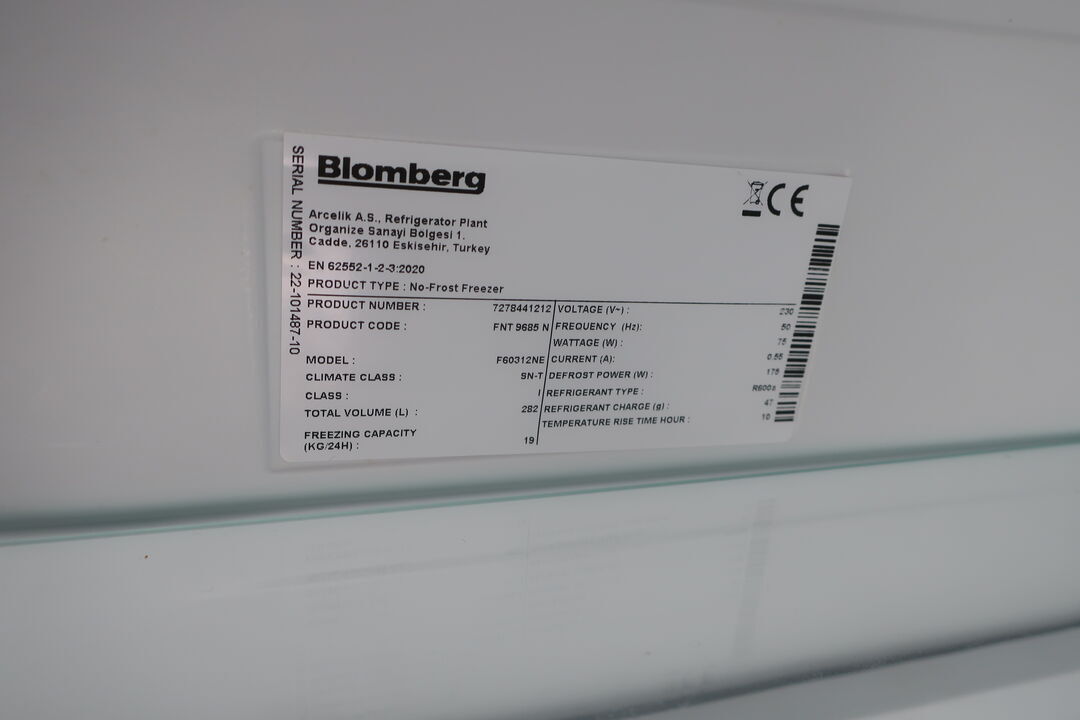 SERIAL NUMBER : 22-101487-10
Blomberg
CE
Arcelik A.S., Refrigerator Plant
Organize Sanayi Bolgesi 1.
Cadde, 26110 Eskisehir, Turkey
EN 62552-1-2-3:2020
PRODUCT TYPE : No-Frost Freezer
PRODUCT NUMBER : 7278441212
PRODUCT CODE : FNT 9685 N
MODEL : F60312NE
CLIMATE CLASS : SN-T
CLASS : I
TOTAL VOLUME (L) : 282
FREEZING CAPACITY
(KG/24H) : 19
VOLTAGE (V~) : 230
FREQUENCY (Hz): 50
WATTAGE (W) : 75
CURRENT (A): 0.55
DEFROST POWER (W) : 175
REFRIGERANT TYPE : R600a
REFRIGERANT CHARGE (g) : 47
TEMPERATURE RISE TIME HOUR : 10